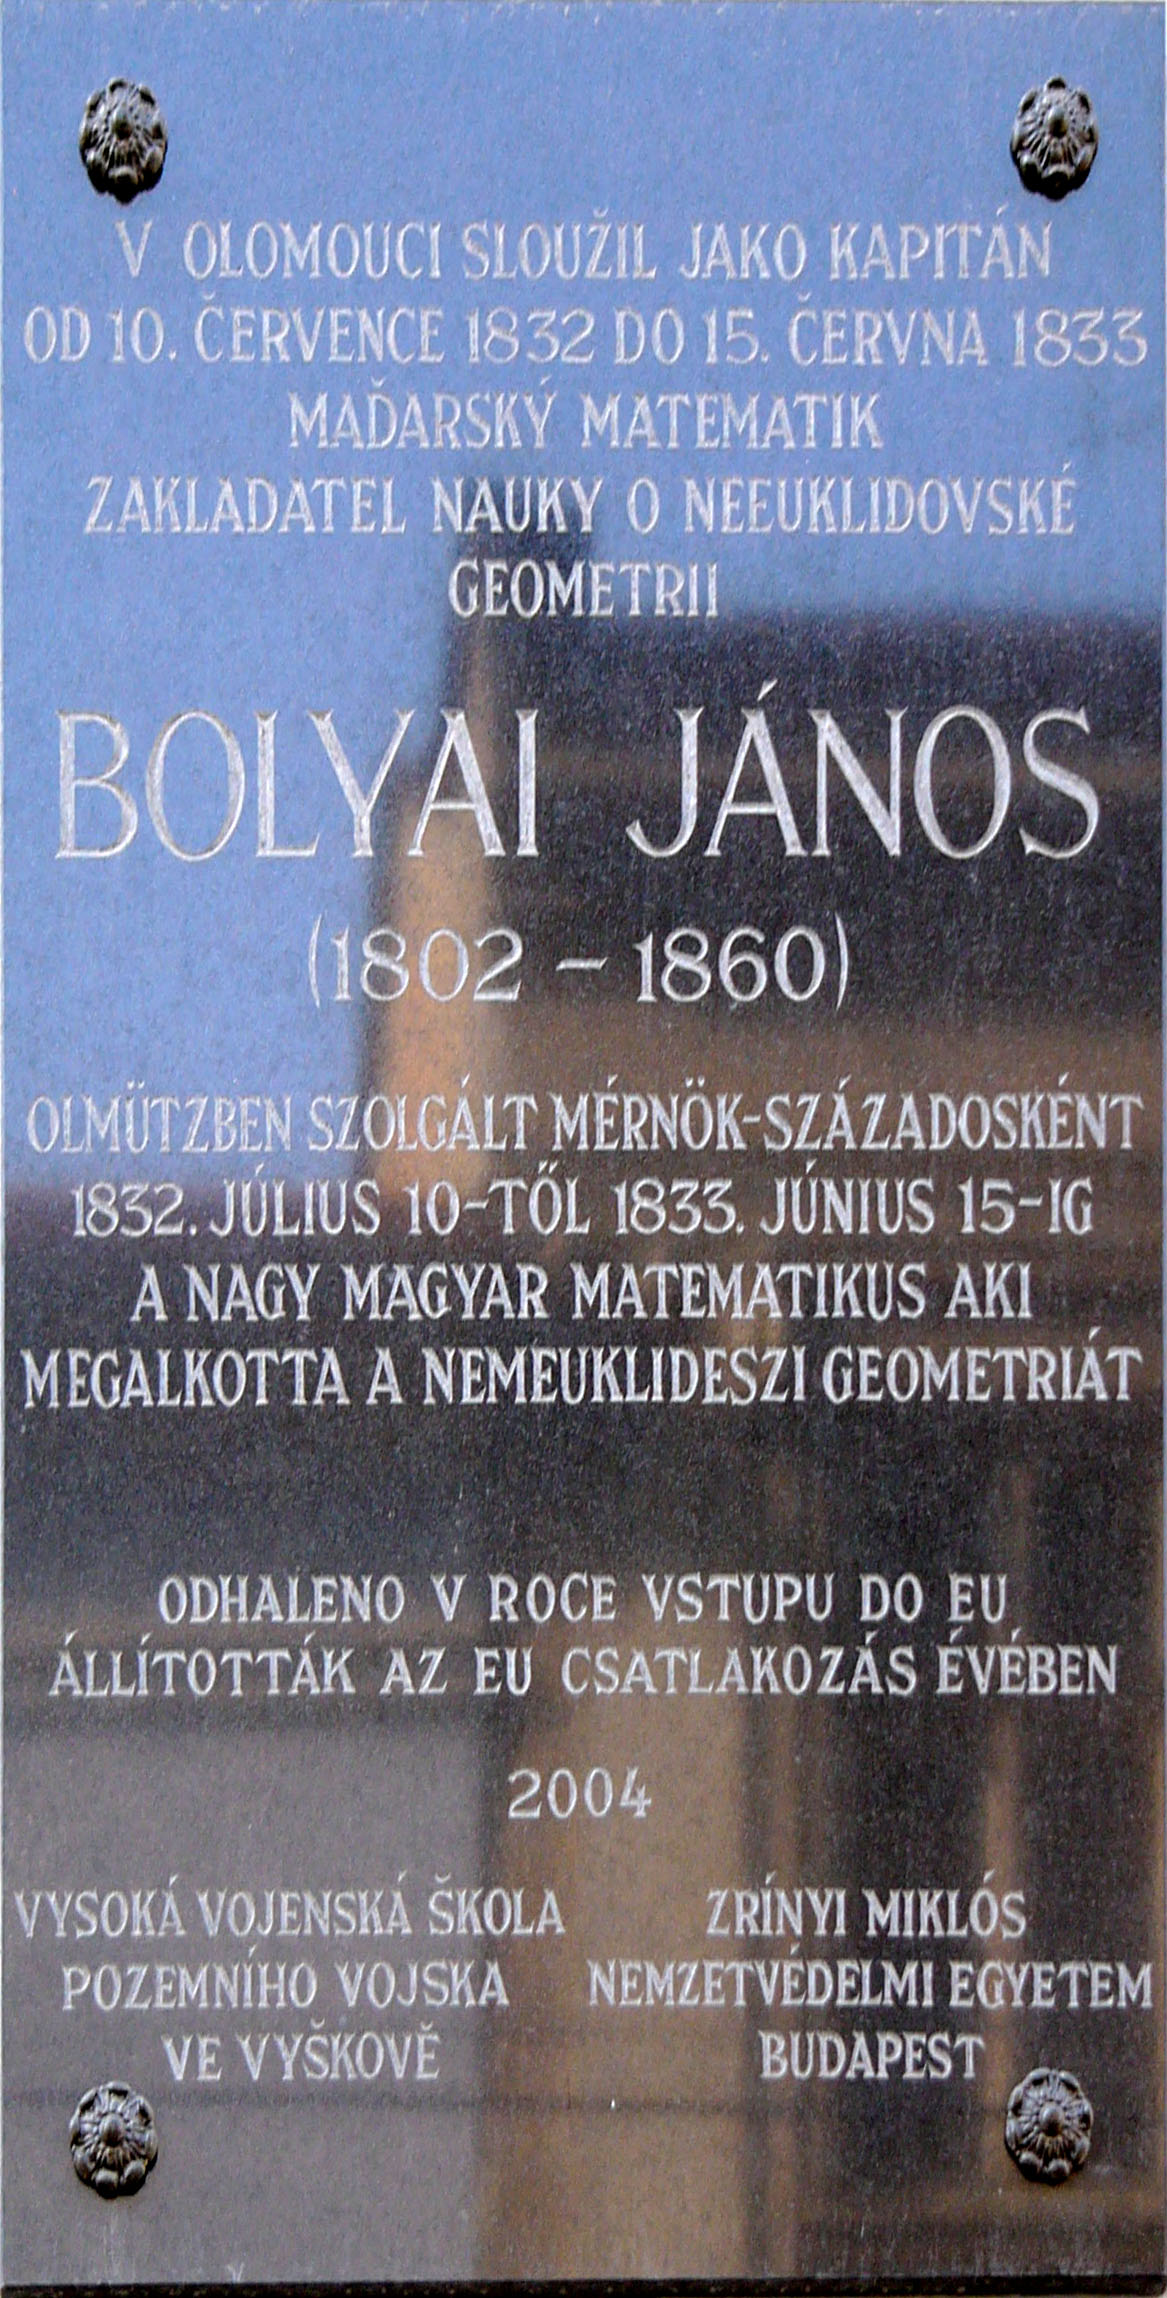 V OLOMOUCI SLOUŽIL JAKO KAPITÁN
OD 10. ČERVENCE 1832 DO 15. ČERVNA 1833
MAĎARSKÝ MATEMATIK
ZAKLADATEL NAUKY O NEEUKLIDOVSKÉ
GEOMETRII
BOLYAI JÁNOS
(1802 – 1860)
OLMÜTZBEN SZOLGÁLT MÉRNÖK-SZÁZADOSKÉNT
1832. JÚLIUS 10-TŐL 1833. JÚNIUS 15-IG
A NAGY MAGYAR MATEMATIKUS AKI
MEGALKOTTA A NEMEUKLIDESZI GEOMETRIÁT
ODHALENO V ROCE VSTUPU DO EU
ÁLLÍTOTTÁK AZ EU CSATLAKOZÁS ÉVÉBEN
2004
VYSOKÁ VOJENSKÁ ŠKOLA
POZEMNÍHO VOJSKA
VE VYŠKOVĚ
ZRÍNYI MIKLÓS
NEMZETVÉDELMI EGYETEM
BUDAPEST